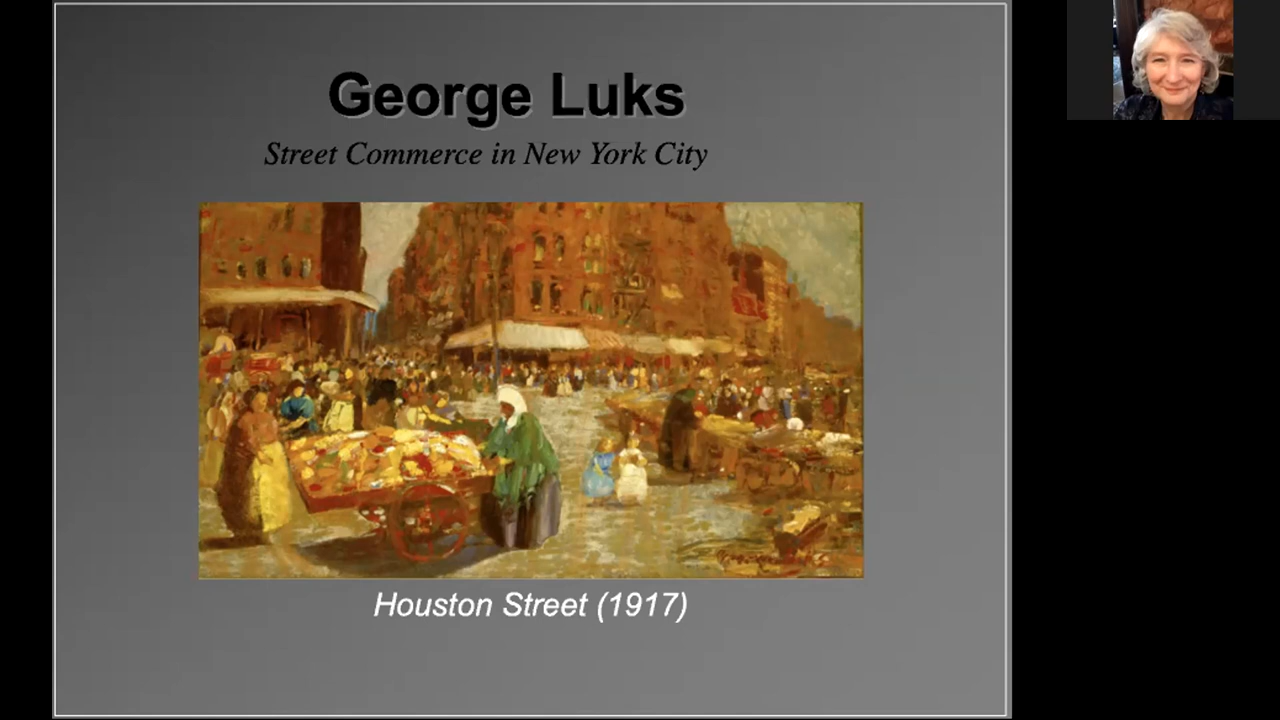 George Luks
Street Commerce in New York City
Houston Street (1917)